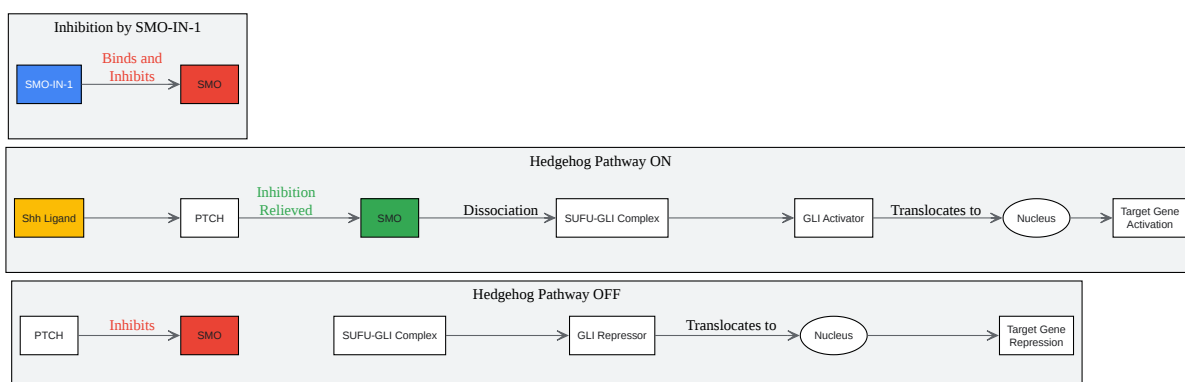 Inhibition by SMO-IN-1
Binds and
Inhibits
SMO-IN-1
SMO
Hedgehog Pathway ON
Shh Ligand
PTCH
Inhibition
Relieved
SMO
Dissociation
SUFU-GLI Complex
GLI Activator
Translocates to
Nucleus
Target Gene
Activation
Hedgehog Pathway OFF
PTCH
Inhibits
SMO
SUFU-GLI Complex
GLI Repressor
Translocates to
Nucleus
Target Gene
Repression